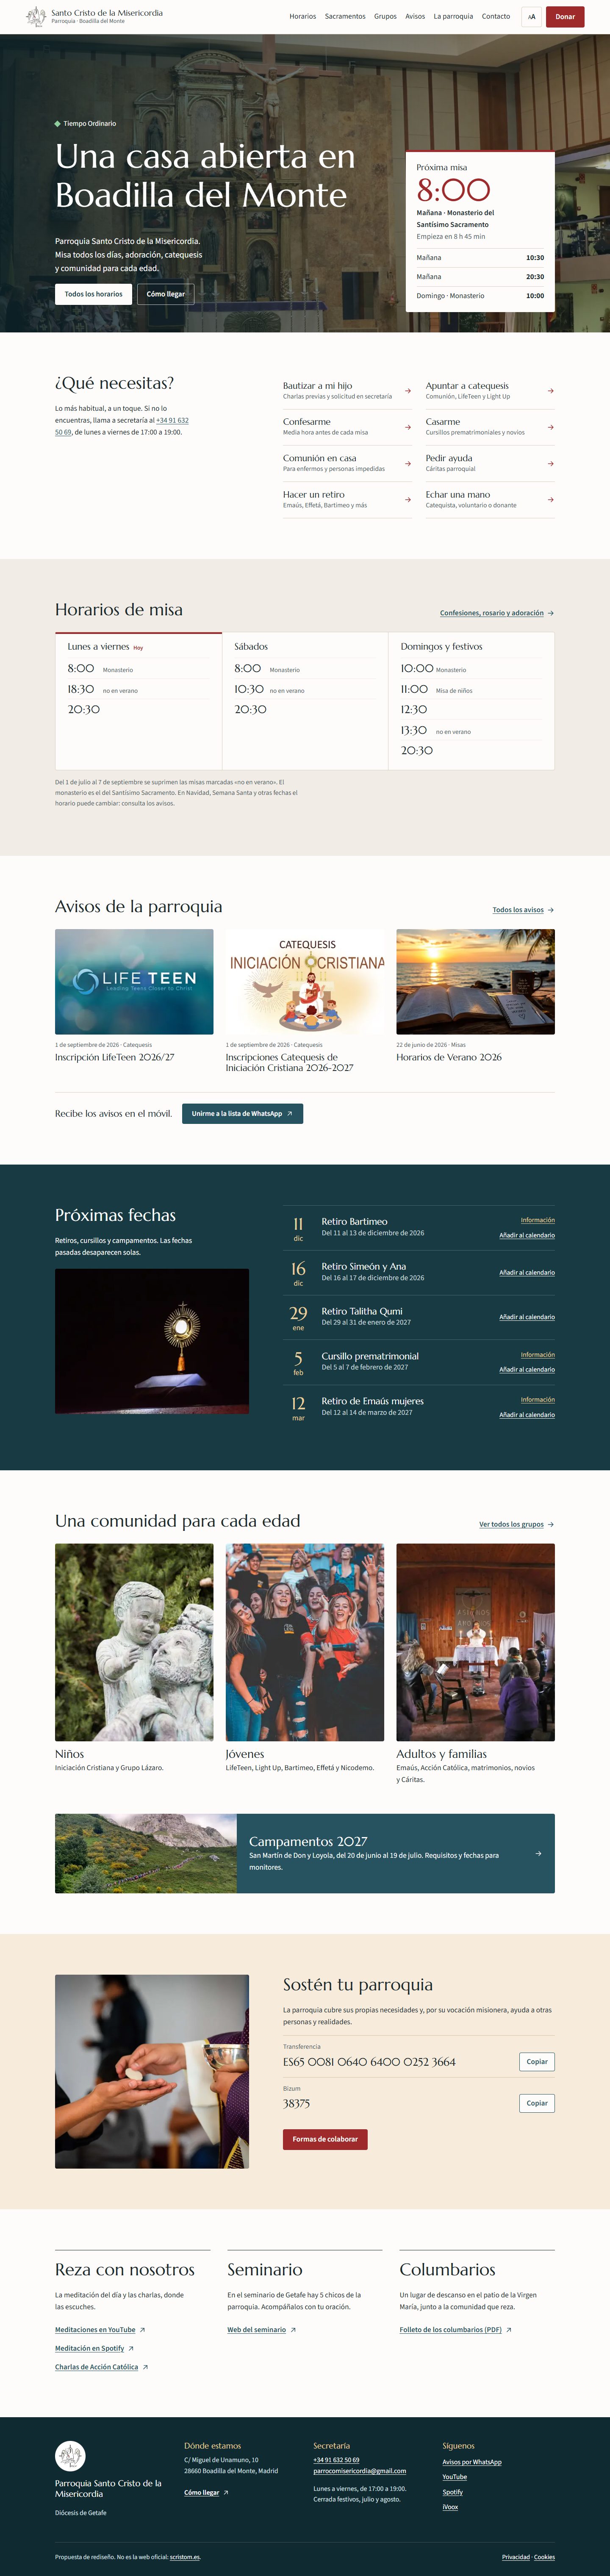 Santo Cristo de la Misericordia
Parroquia · Boadilla del Monte
Horarios
Sacramentos
Grupos
Avisos
La parroquia
Contacto
AA
Donar
Tiempo Ordinario
Una casa abierta en
Boadilla del Monte
Parroquia Santo Cristo de la Misericordia.
Misa todos los días, adoración, catequesis
y comunidad para cada edad.
Todos los horarios
Cómo llegar
Próxima misa
8:00
Mañana · Monasterio del
Santísimo Sacramento
Empieza en 8 h 45 min
Mañana 10:30
Mañana 20:30
Domingo · Monasterio 10:00
¿Qué necesitas?
Lo más habitual, a un toque. Si no lo
encuentras, llama a secretaría al +34 91 632
50 69, de lunes a viernes de 17:00 a 19:00.
Bautizar a mi hijo
Charlas previas y solicitud en secretaría
Apuntar a catequesis
Comunión, LifeTeen y Light Up
Confesarme
Media hora antes de cada misa
Casarme
Cursillos prematrimoniales y novios
Comunión en casa
Para enfermos y personas impedidas
Pedir ayuda
Cáritas parroquial
Hacer un retiro
Emaús, Effetá, Bartimeo y más
Echar una mano
Catequista, voluntario o donante
Horarios de misa
Confesiones, rosario y adoración
Lunes a viernes Hoy
8:00 Monasterio
18:30 no en verano
20:30
Sábados
8:00 Monasterio
10:30 no en verano
20:30
Domingos y festivos
10:00 Monasterio
11:00 Misa de niños
12:30
13:30 no en verano
20:30
Del 1 de julio al 7 de septiembre se suprimen las misas marcadas «no en verano». El
monasterio es el del Santísimo Sacramento. En Navidad, Semana Santa y otras fechas el
horario puede cambiar: consulta los avisos.
Avisos de la parroquia
Todos los avisos
LIFE TEEN
Leading Teens Closer to Christ
1 de septiembre de 2026 · Catequesis
Inscripción LifeTeen 2026/27
CATEQUESIS
INICIACIÓN CRISTIANA
1 de septiembre de 2026 · Catequesis
Inscripciones Catequesis de
Iniciación Cristiana 2026-2027
22 de junio de 2026 · Misas
Horarios de Verano 2026
Recibe los avisos en el móvil.
Unirme a la lista de WhatsApp
Próximas fechas
Retiros, cursillos y campamentos. Las fechas
pasadas desaparecen solas.
11
dic
Retiro Bartimeo
Del 11 al 13 de diciembre de 2026
Información
Añadir al calendario
16
dic
Retiro Simeón y Ana
Del 16 al 17 de diciembre de 2026
Añadir al calendario
29
ene
Retiro Talitha Qumi
Del 29 al 31 de enero de 2027
Añadir al calendario
5
feb
Cursillo prematrimonial
Del 5 al 7 de febrero de 2027
Información
Añadir al calendario
12
mar
Retiro de Emaús mujeres
Del 12 al 14 de marzo de 2027
Información
Añadir al calendario
Una comunidad para cada edad
Ver todos los grupos
Niños
Iniciación Cristiana y Grupo Lázaro.
Jóvenes
LifeTeen, Light Up, Bartimeo, Effetá y Nicodemo.
Adultos y familias
Emaús, Acción Católica, matrimonios, novios
y Cáritas.
Campamentos 2027
San Martín de Don y Loyola, del 20 de junio al 19 de julio. Requisitos y fechas para
monitores.
Sostén tu parroquia
La parroquia cubre sus propias necesidades y, por su vocación misionera, ayuda a otras
personas y realidades.
Transferencia
ES65 0081 0640 6400 0252 3664
Copiar
Bizum
38375
Copiar
Formas de colaborar
Reza con nosotros
La meditación del día y las charlas, donde
las escuches.
Meditaciones en YouTube
Meditación en Spotify
Charlas de Acción Católica
Seminario
En el seminario de Getafe hay 5 chicos de la
parroquia. Acompáñalos con tu oración.
Web del seminario
Columbarios
Un lugar de descanso en el patio de la Virgen
María, junto a la comunidad que reza.
Folleto de los columbarios (PDF)
Parroquia Santo Cristo de la
Misericordia
Diócesis de Getafe
Dónde estamos
C/ Miguel de Unamuno, 10
28660 Boadilla del Monte, Madrid
Cómo llegar
Secretaría
+34 91 632 50 69
parrocomisericordia@gmail.com
Lunes a viernes, de 17:00 a 19:00.
Cerrada festivos, julio y agosto.
Síguenos
Avisos por WhatsApp
YouTube
Spotify
iVoox
Propuesta de rediseño. No es la web oficial: scristom.es.
Privacidad · Cookies